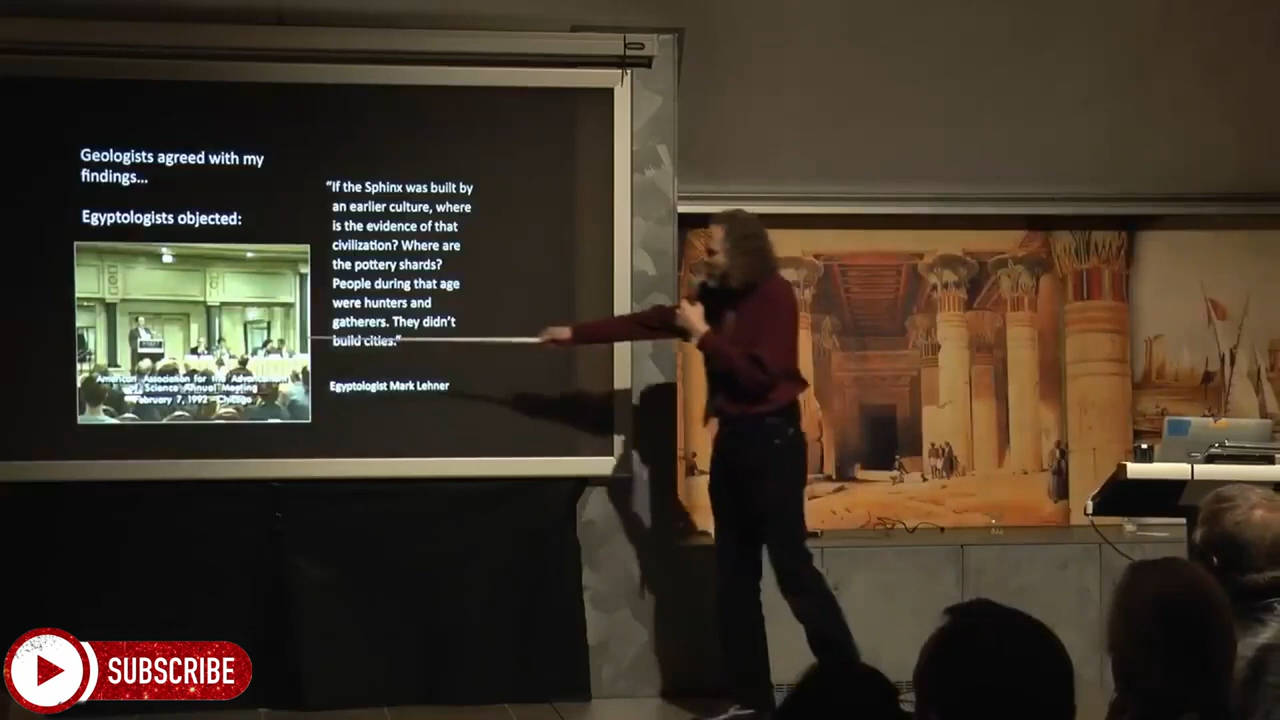 Geologists agreed with my
findings...
Egyptologists objected:
"If the Sphinx was built by
an earlier culture, where
is the evidence of that
civilization? Where are
the pottery shards?
People during that age
were hunters and
gatherers. They didn't
build cities."
Egyptologist Mark Lehner
American Association for the Advancement
of Science Annual Meeting
February 7, 1992 - Chicago
SUBSCRIBE